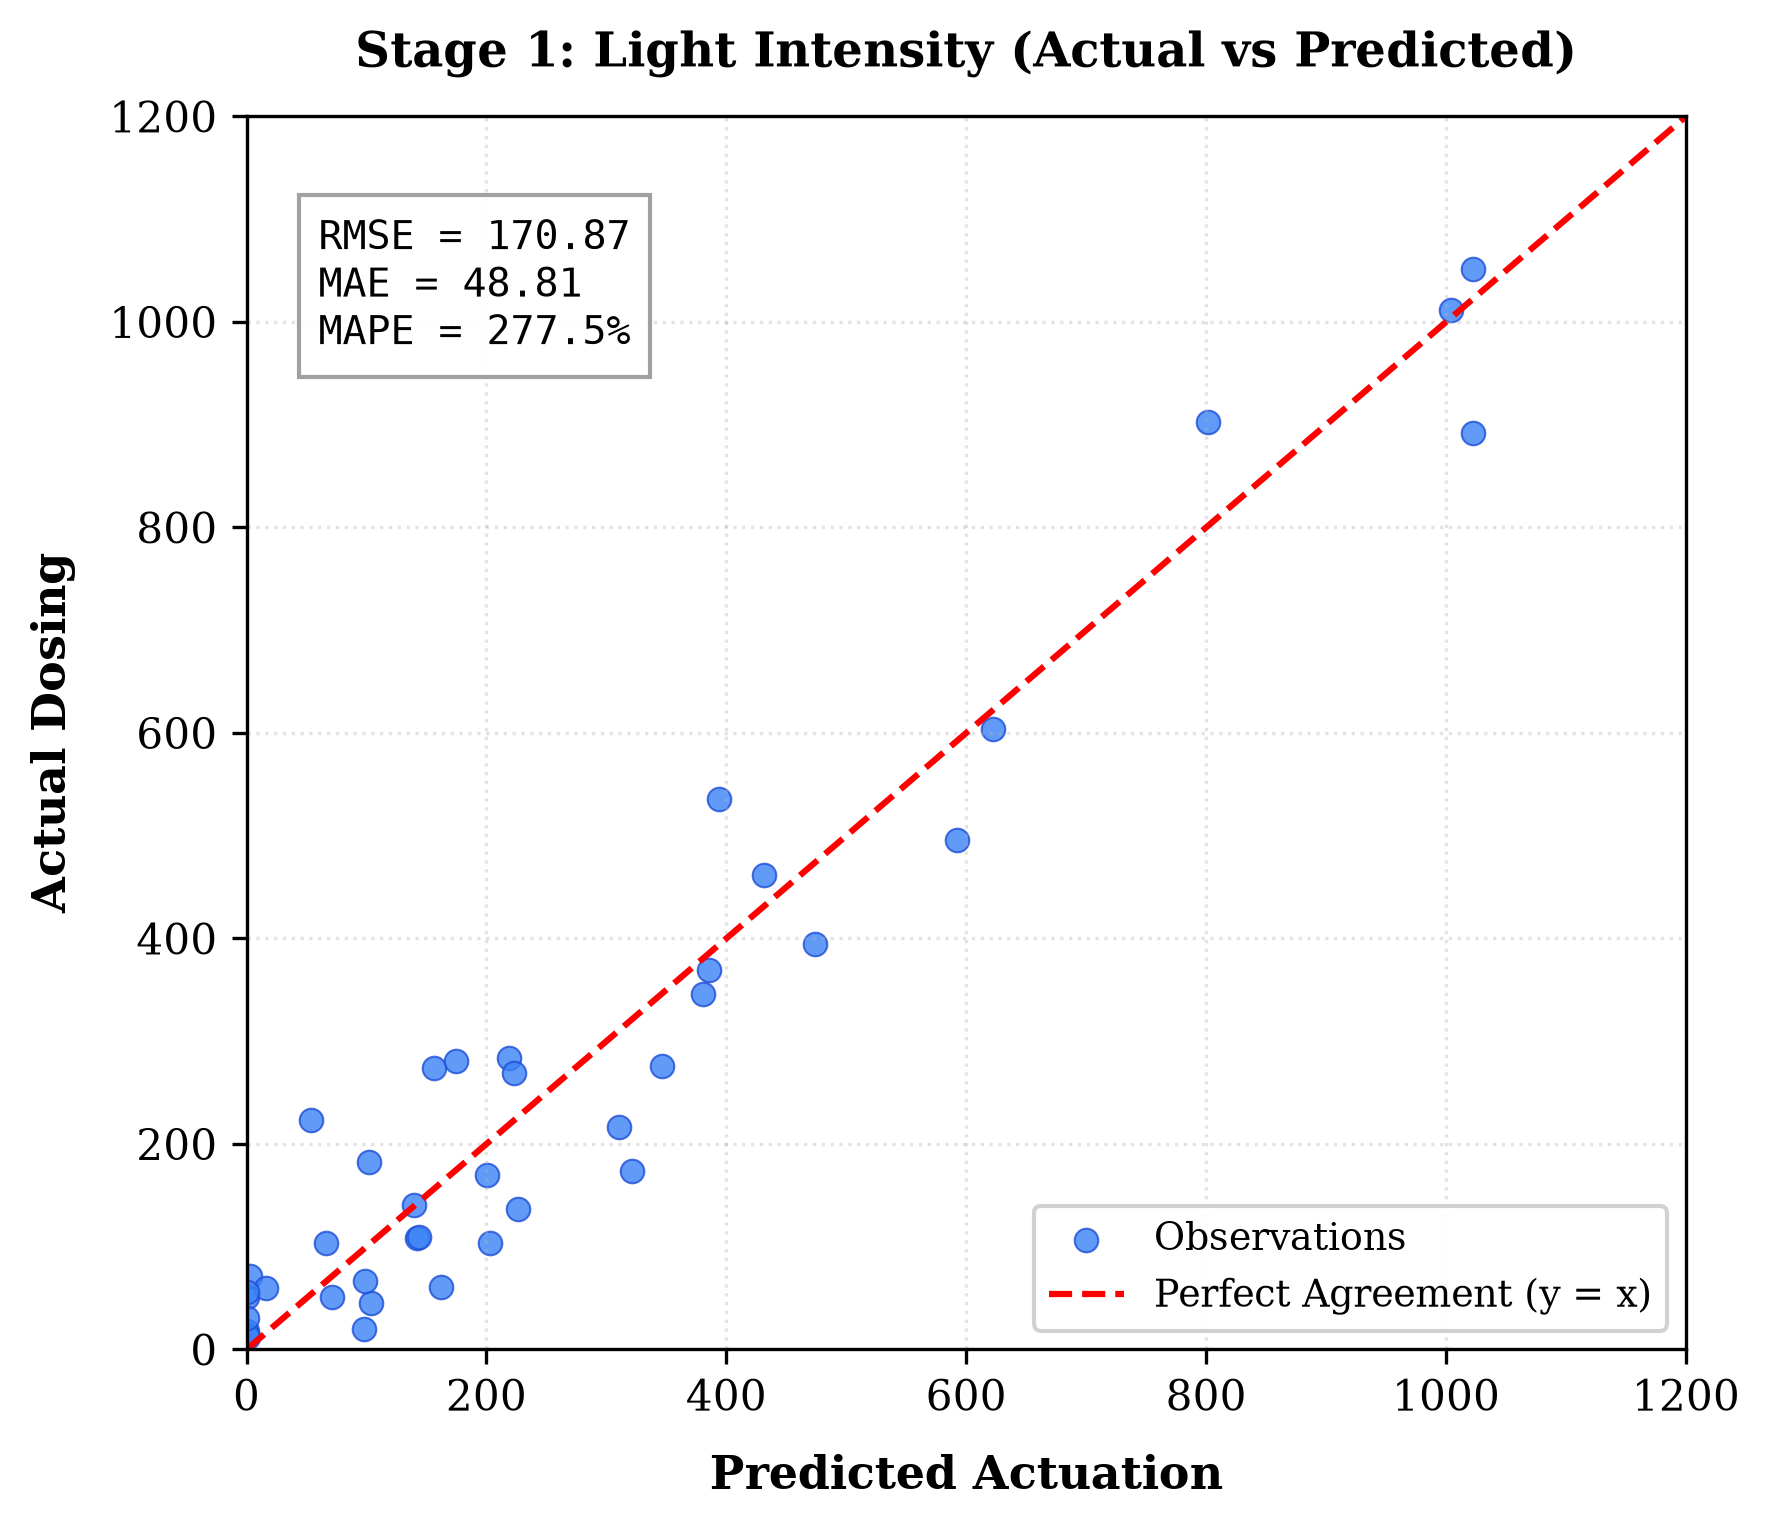 Stage 1: Light Intensity (Actual vs Predicted)
1200
1000
800
600
400
200
0
RMSE = 170.87
MAE = 48.81
MAPE = 277.5%
Actual Dosing
Observations
Perfect Agreement (y = x)
0 200 400 600 800 1000 1200
Predicted Actuation